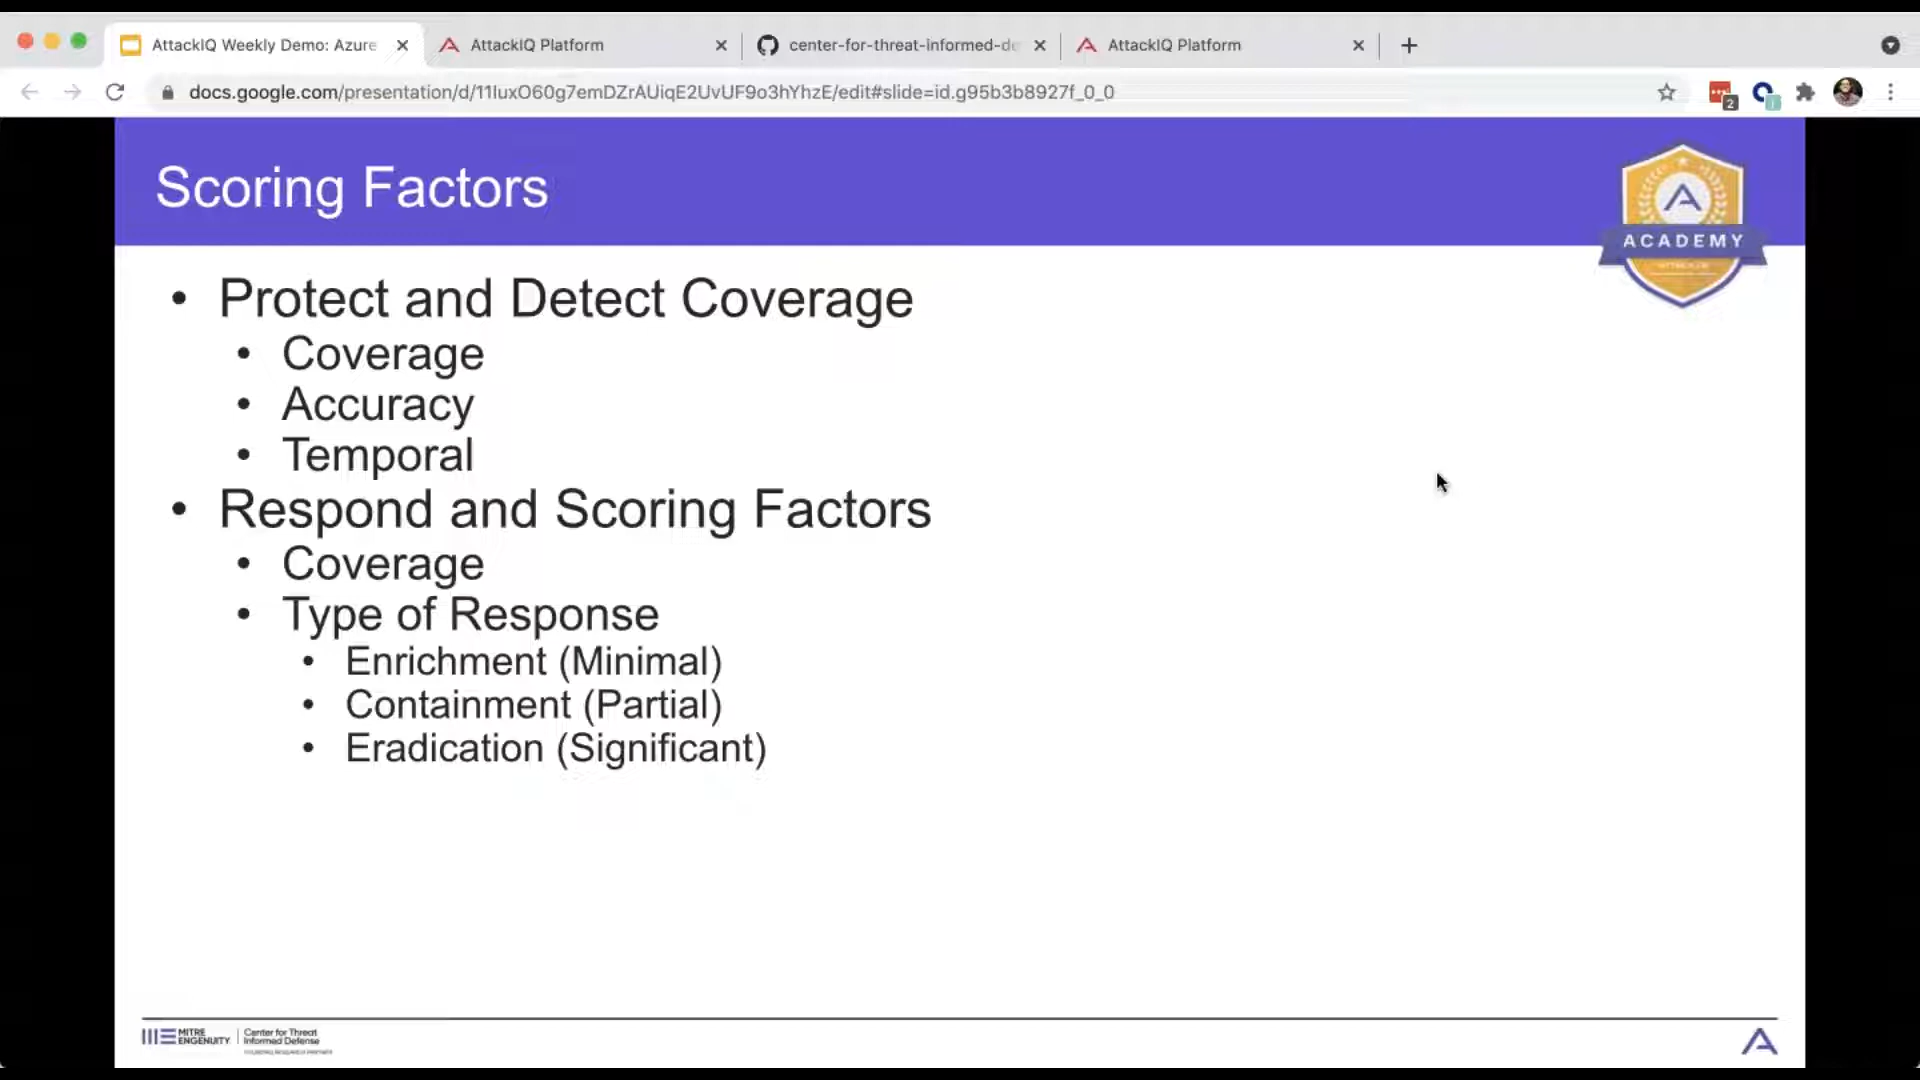 AttackIQ Weekly Demo: Azure
AttackIQ Platform
center-for-threat-informed-de
AttackIQ Platform
docs.google.com/presentation/d/11IuxO60g7emDZrAUiqE2UvUF9o3hYhzE/edit#slide=id.g95b3b8927f_0_0
2
Scoring Factors
ACADEMY
• Protect and Detect Coverage
• Coverage
• Accuracy
• Temporal
• Respond and Scoring Factors
• Coverage
• Type of Response
• Enrichment (Minimal)
• Containment (Partial)
• Eradication (Significant)
MITRE
ENGENUITY
Center for Threat
Informed Defense